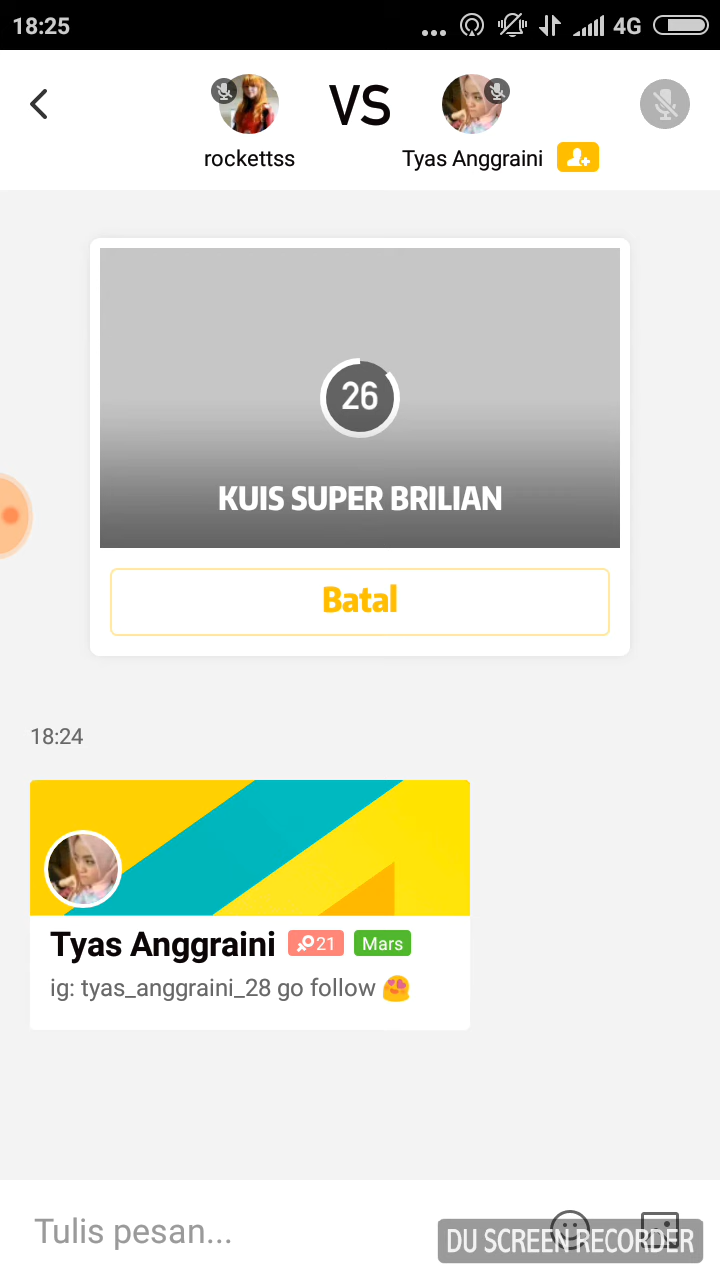 18:25
4G
VS
rockettss
Tyas Anggraini
26
KUIS SUPER BRILIAN
Batal
18:24
Tyas Anggraini 21 Mars
ig: tyas_anggraini_28 go follow 😍
Tulis pesan...
DU SCREEN RECORDER